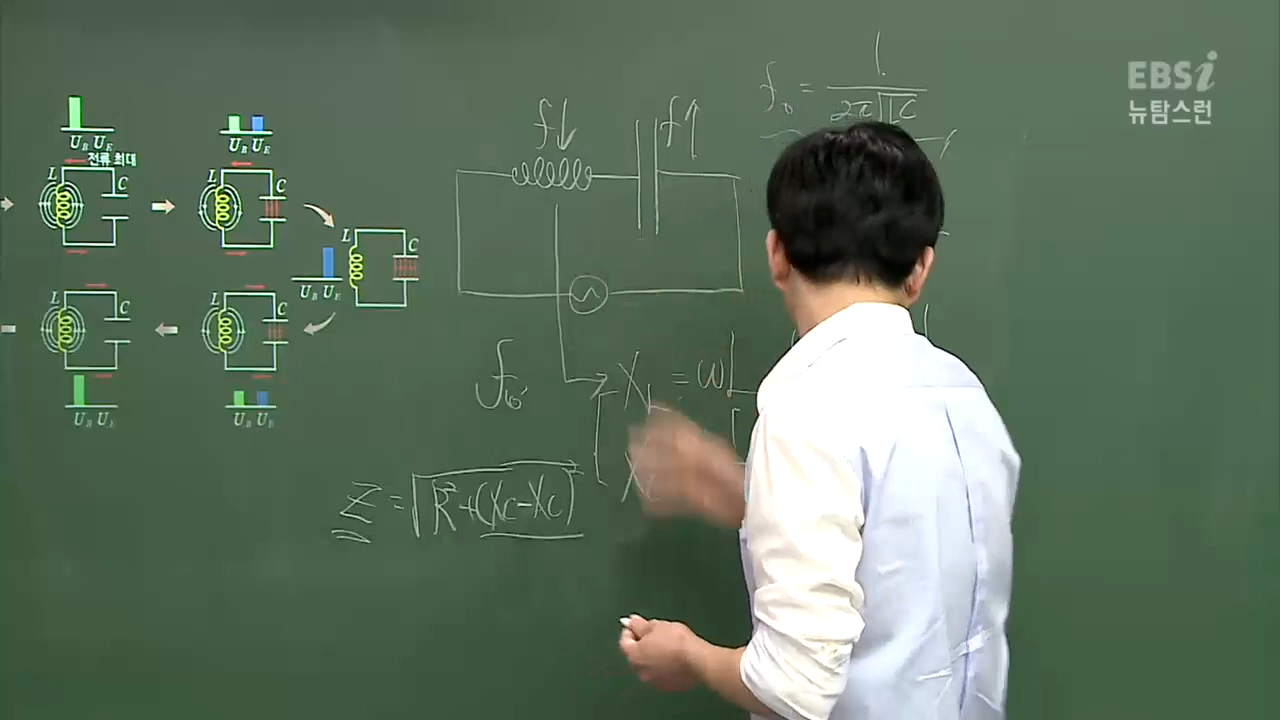 EBSi
뉴탐스런
f₀ = 1 / 2π√LC
f↓
f↑
U_B U_E
전류 최대
L
C
U_B U_E
L
C
L
C
U_B U_E
L
C
U_B U_E
L
C
U_B U_E
f₀
X_L = ωL
X_C
Z = √R²+(X_C-X_C)²